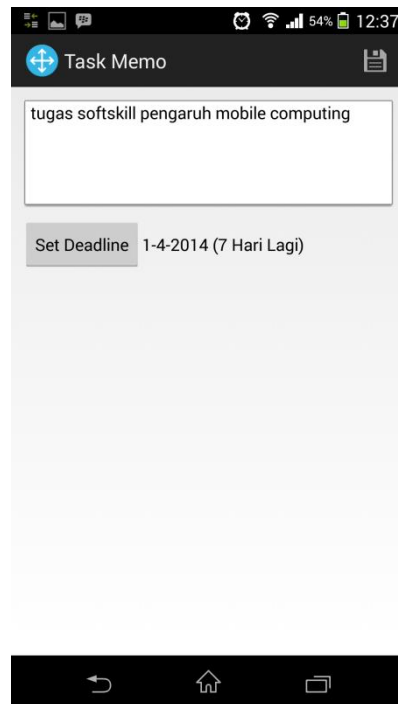 54% 12:37
Task Memo
tugas softskill pengaruh mobile computing
Set Deadline 1-4-2014 (7 Hari Lagi)